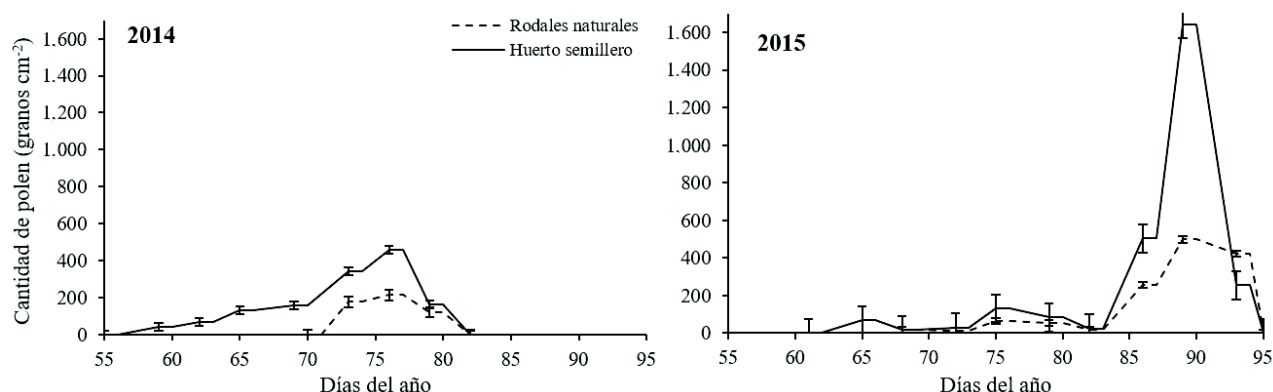 2014
Rodales naturales
Huerto semillero
Cantidad de polen (granos cm-2)
1.600
1.400
1.200
1.000
800
600
400
200
0
55 60 65 70 75 80 85 90 95
Días del año
2015
1.600
1.400
1.200
1.000
800
600
400
200
0
55 60 65 70 75 80 85 90 95
Días del año